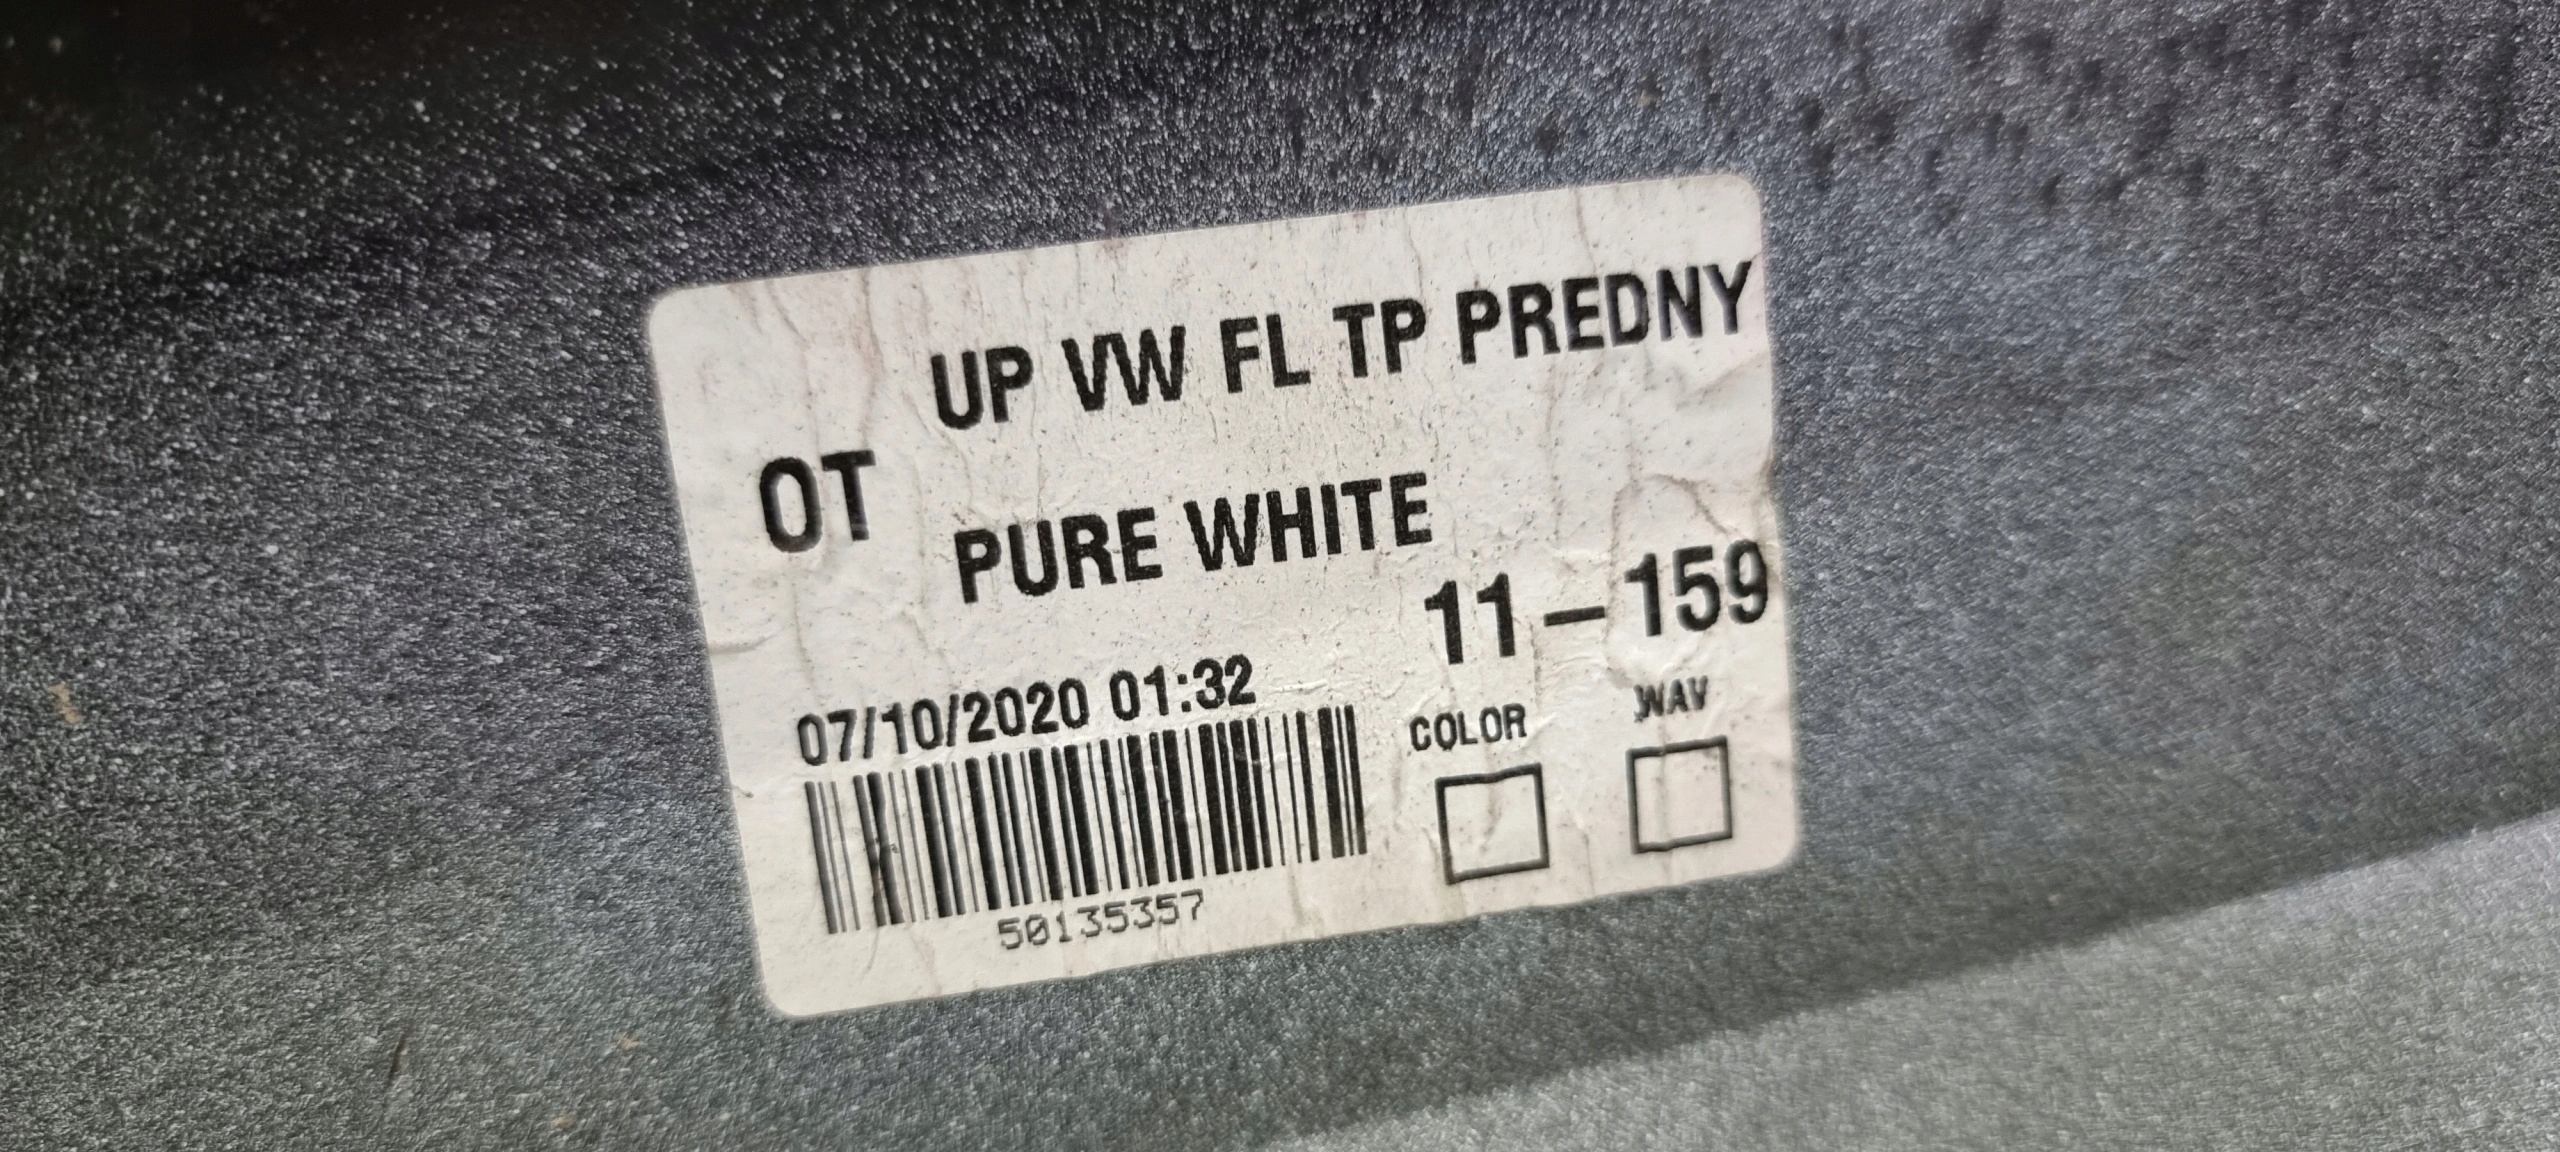 UP VW FL TP PREDNY
OT
PURE WHITE
11-159
07/10/2020 01:32
COLOR
WAV
50135357